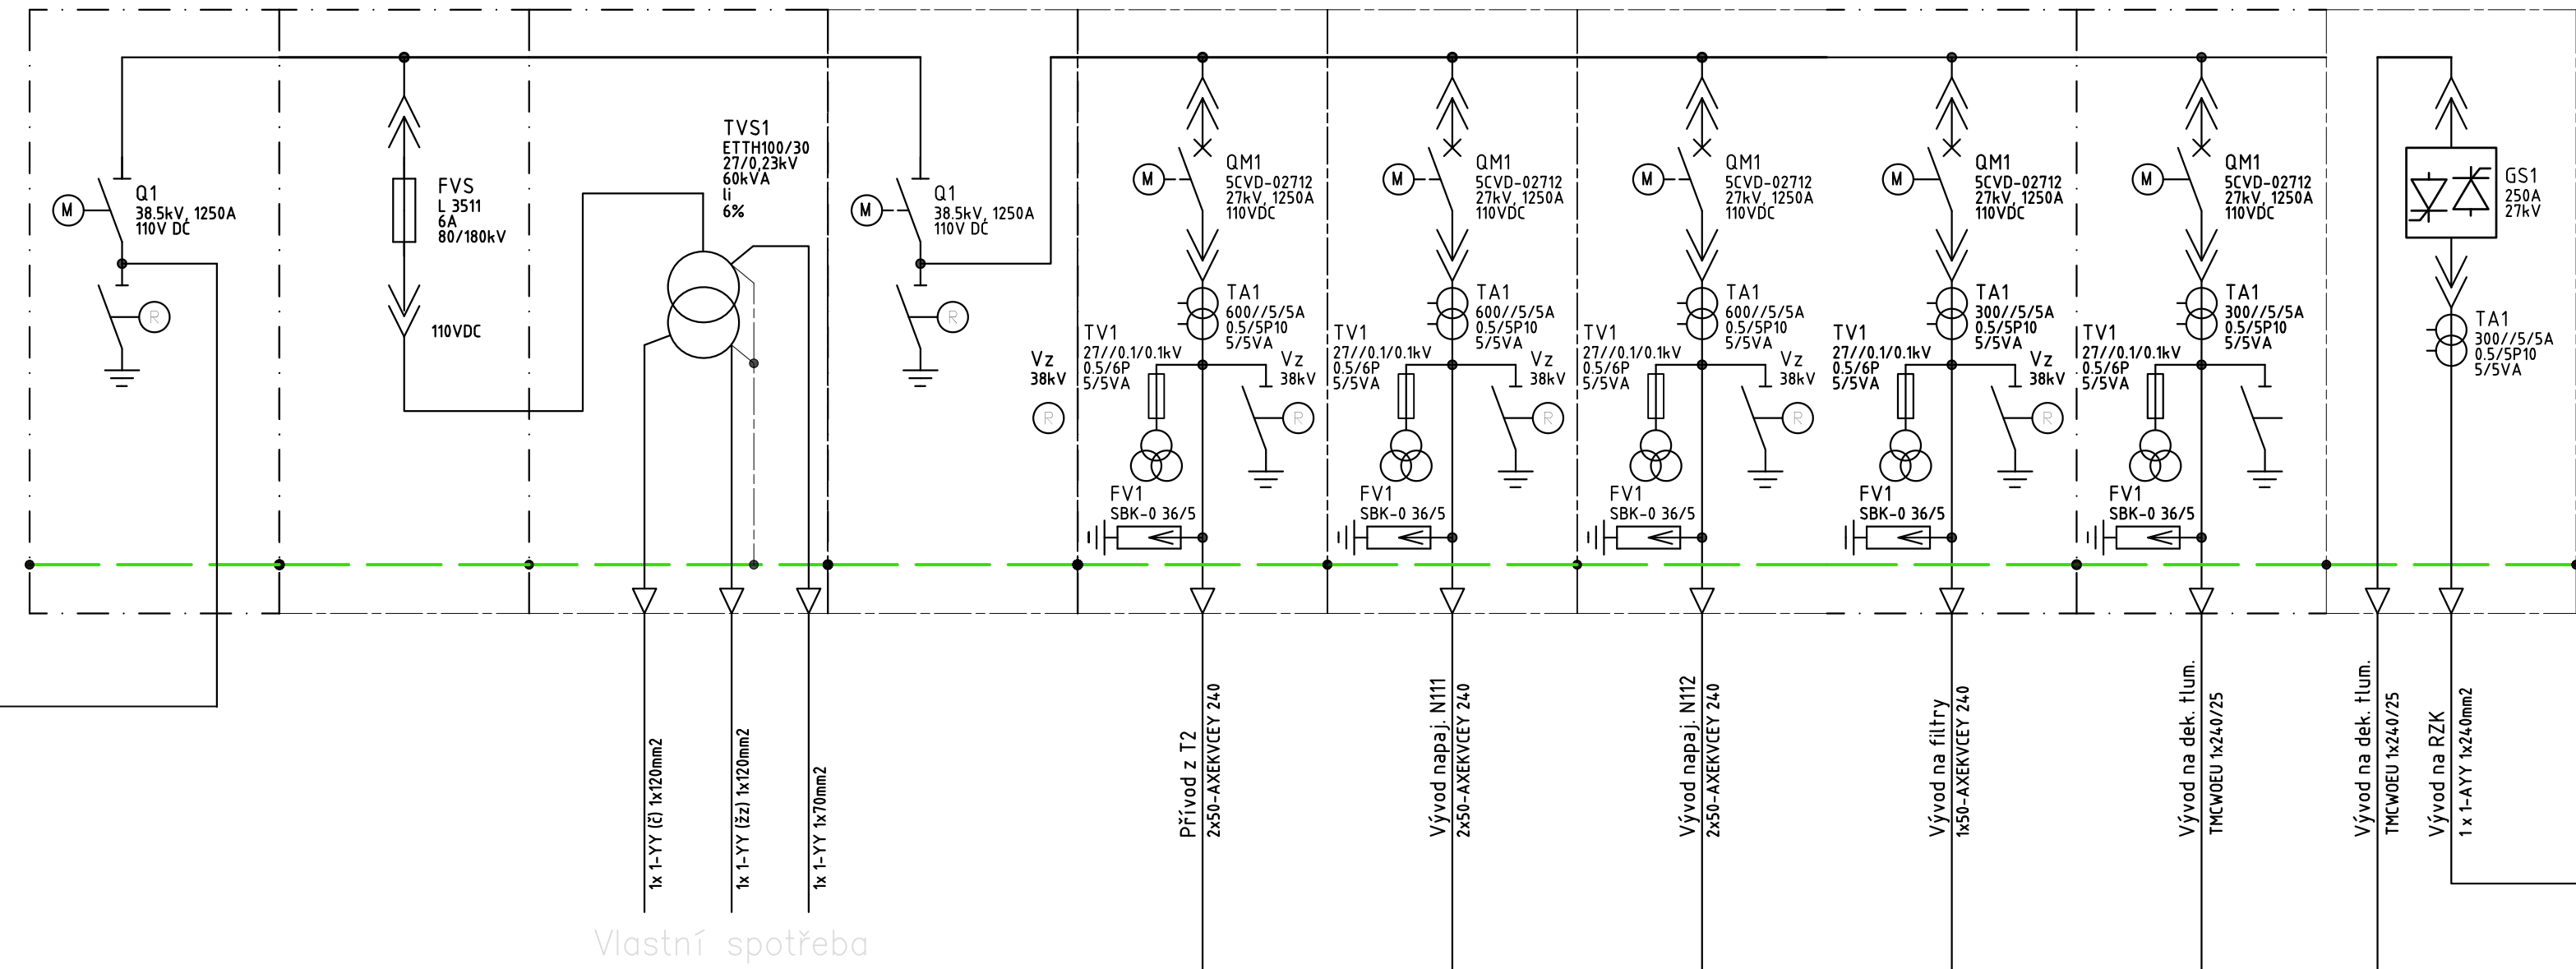 M
Q1
38.5kV, 1250A
110V DC
R
FVS
L 3511
6A
80/180kV
110VDC
TVS1
ETTH100/30
27/0,23kV
60kVA
li
6%
M
Q1
38.5kV, 1250A
110V DC
R
Vz
38kV
R
M
QM1
5CVD-02712
27kV, 1250A
110VDC
TA1
600//5/5A
0.5/5P10
5/5VA
TV1
27//0.1/0.1kV
0.5/6P
5/5VA
Vz
38kV
R
FV1
SBK-0 36/5
M
QM1
5CVD-02712
27kV, 1250A
110VDC
TA1
600//5/5A
0.5/5P10
5/5VA
TV1
27//0.1/0.1kV
0.5/6P
5/5VA
Vz
38kV
R
FV1
SBK-0 36/5
M
QM1
5CVD-02712
27kV, 1250A
110VDC
TA1
600//5/5A
0.5/5P10
5/5VA
TV1
27//0.1/0.1kV
0.5/6P
5/5VA
Vz
38kV
R
FV1
SBK-0 36/5
M
QM1
5CVD-02712
27kV, 1250A
110VDC
TA1
300//5/5A
0.5/5P10
5/5VA
TV1
27//0.1/0.1kV
0.5/6P
5/5VA
Vz
38kV
R
FV1
SBK-0 36/5
M
QM1
5CVD-02712
27kV, 1250A
110VDC
TA1
300//5/5A
0.5/5P10
5/5VA
TV1
27//0.1/0.1kV
0.5/6P
5/5VA
FV1
SBK-0 36/5
GS1
250A
27kV
TA1
300//5/5A
0.5/5P10
5/5VA
1x 1-YY (č) 1x120mm2
1x 1-YY (žz) 1x120mm2
1x 1-YY 1x70mm2
Vlastní spotřeba
Přívod z T2
2x50-AXEKVCEY 240
Vývod napaj. N111
2x50-AXEKVCEY 240
Vývod napaj. N112
2x50-AXEKVCEY 240
Vývod na filtry
1x50-AXEKVCEY 240
Vývod na dek. tlum.
TMCWOEU 1x240/25
Vývod na dek. tlum.
TMCWOEU 1x240/25
Vývod na RZK
1 x 1-AYY 1x240mm2